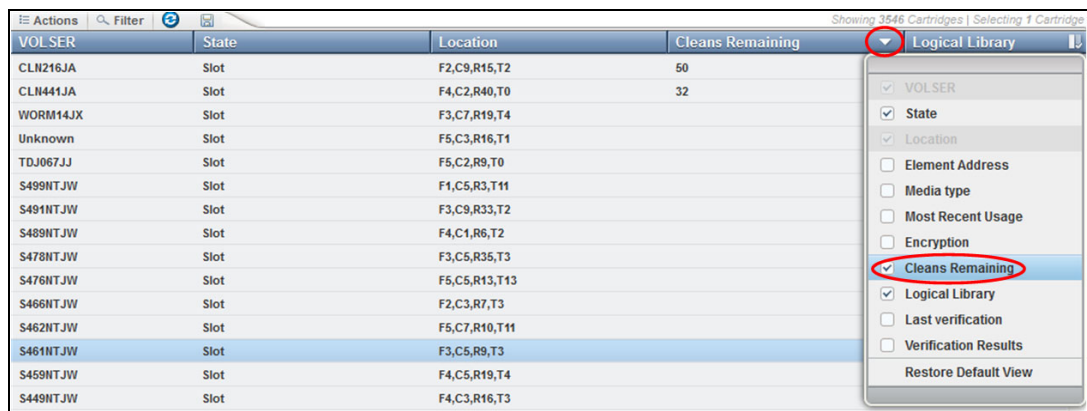 Actions Filter Showing 3546 Cartridges | Selecting 1 Cartridge
VOLSER State Location Cleans Remaining Logical Library
CLN216JA Slot F2,C9,R15,T2 50
CLN441JA Slot F4,C2,R40,T0 32
WORM14JX Slot F3,C7,R19,T4
Unknown Slot F5,C3,R16,T1
TDJ067JJ Slot F5,C2,R9,T0
S499NTJW Slot F1,C5,R3,T11
S491NTJW Slot F3,C9,R33,T2
S489NTJW Slot F4,C1,R6,T2
S478NTJW Slot F3,C5,R35,T3
S476NTJW Slot F5,C5,R13,T13
S466NTJW Slot F2,C3,R7,T3
S462NTJW Slot F5,C7,R10,T11
S461NTJW Slot F3,C5,R9,T3
S459NTJW Slot F4,C5,R19,T4
S449NTJW Slot F4,C3,R16,T3
VOLSER
State
Location
Element Address
Media type
Most Recent Usage
Encryption
Cleans Remaining
Logical Library
Last verification
Verification Results
Restore Default View